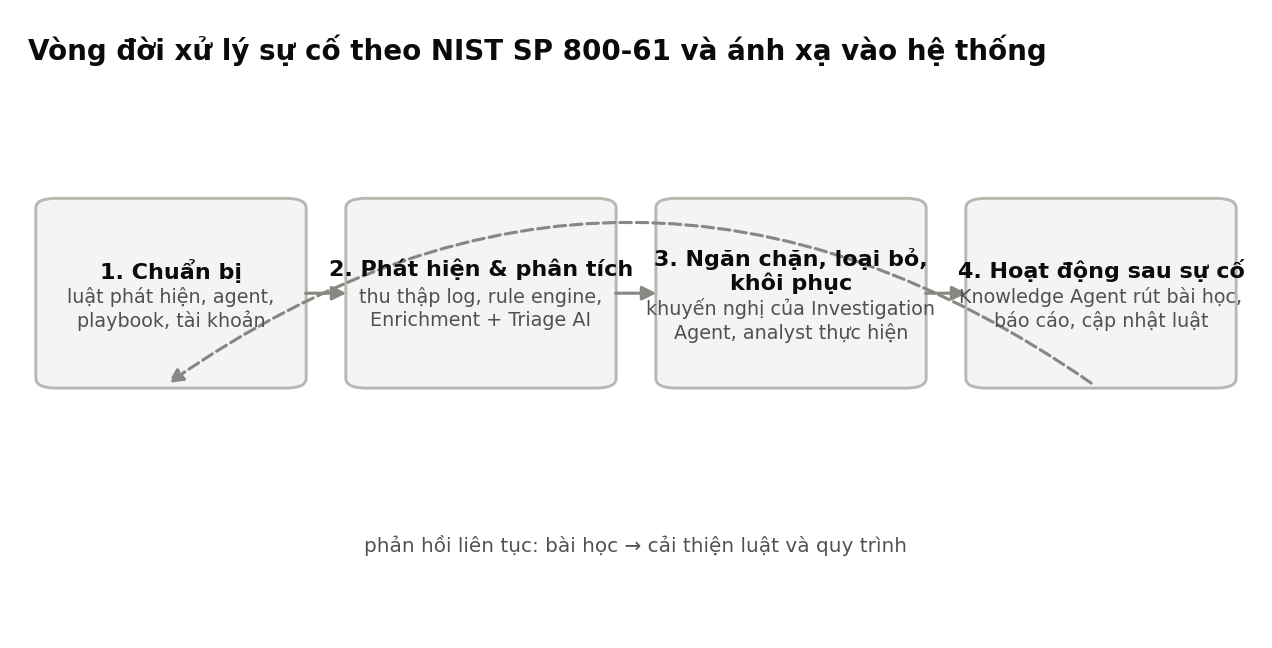 Vòng đời xử lý sự cố theo NIST SP 800-61 và ánh xạ vào hệ thống
1. Chuẩn bị
luật phát hiện, agent,
playbook, tài khoản
2. Phát hiện & phân tích
thu thập log, rule engine,
Enrichment + Triage AI
3. Ngăn chặn, loại bỏ,
khôi phục
khuyến nghị của Investigation
Agent, analyst thực hiện
4. Hoạt động sau sự cố
Knowledge Agent rút bài học,
báo cáo, cập nhật luật
phản hồi liên tục: bài học → cải thiện luật và quy trình